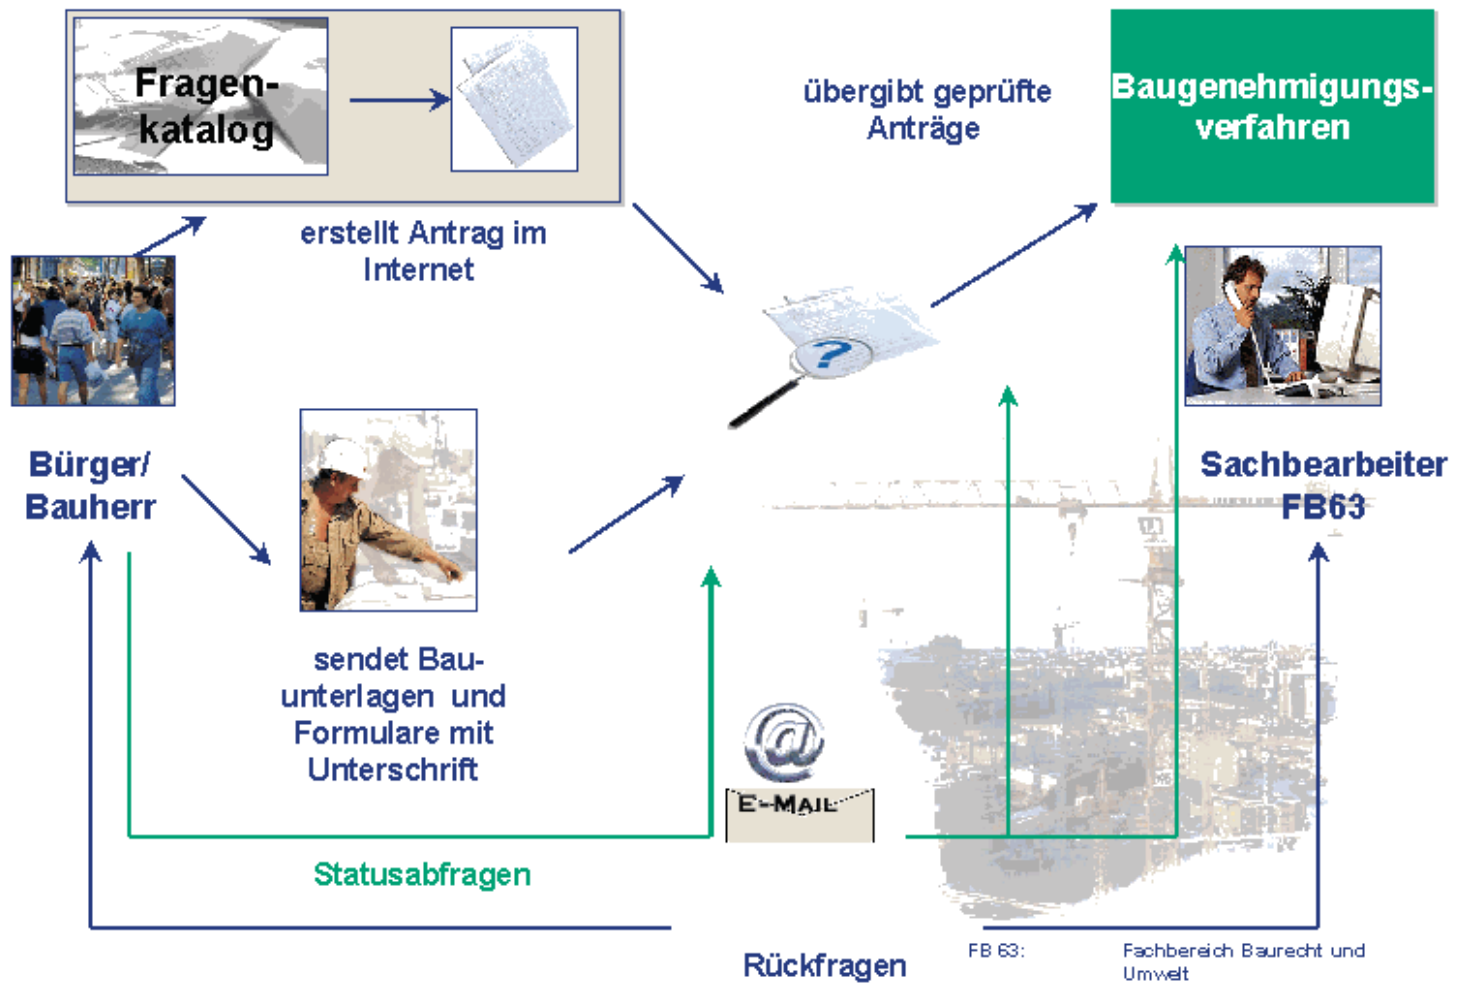 Fragen-
katalog
übergibt geprüfte
Anträge
Baugenehmigungs-
verfahren
erstellt Antrag im
Internet
?
Bürger/
Bauherr
Sachbearbeiter
FB63
sendet Bau-
unterlagen und
Formulare mit
Unterschrift
@
E-MAIL
Statusabfragen
Rückfragen
FB 63: Fachbereich Baurecht und
Umwelt